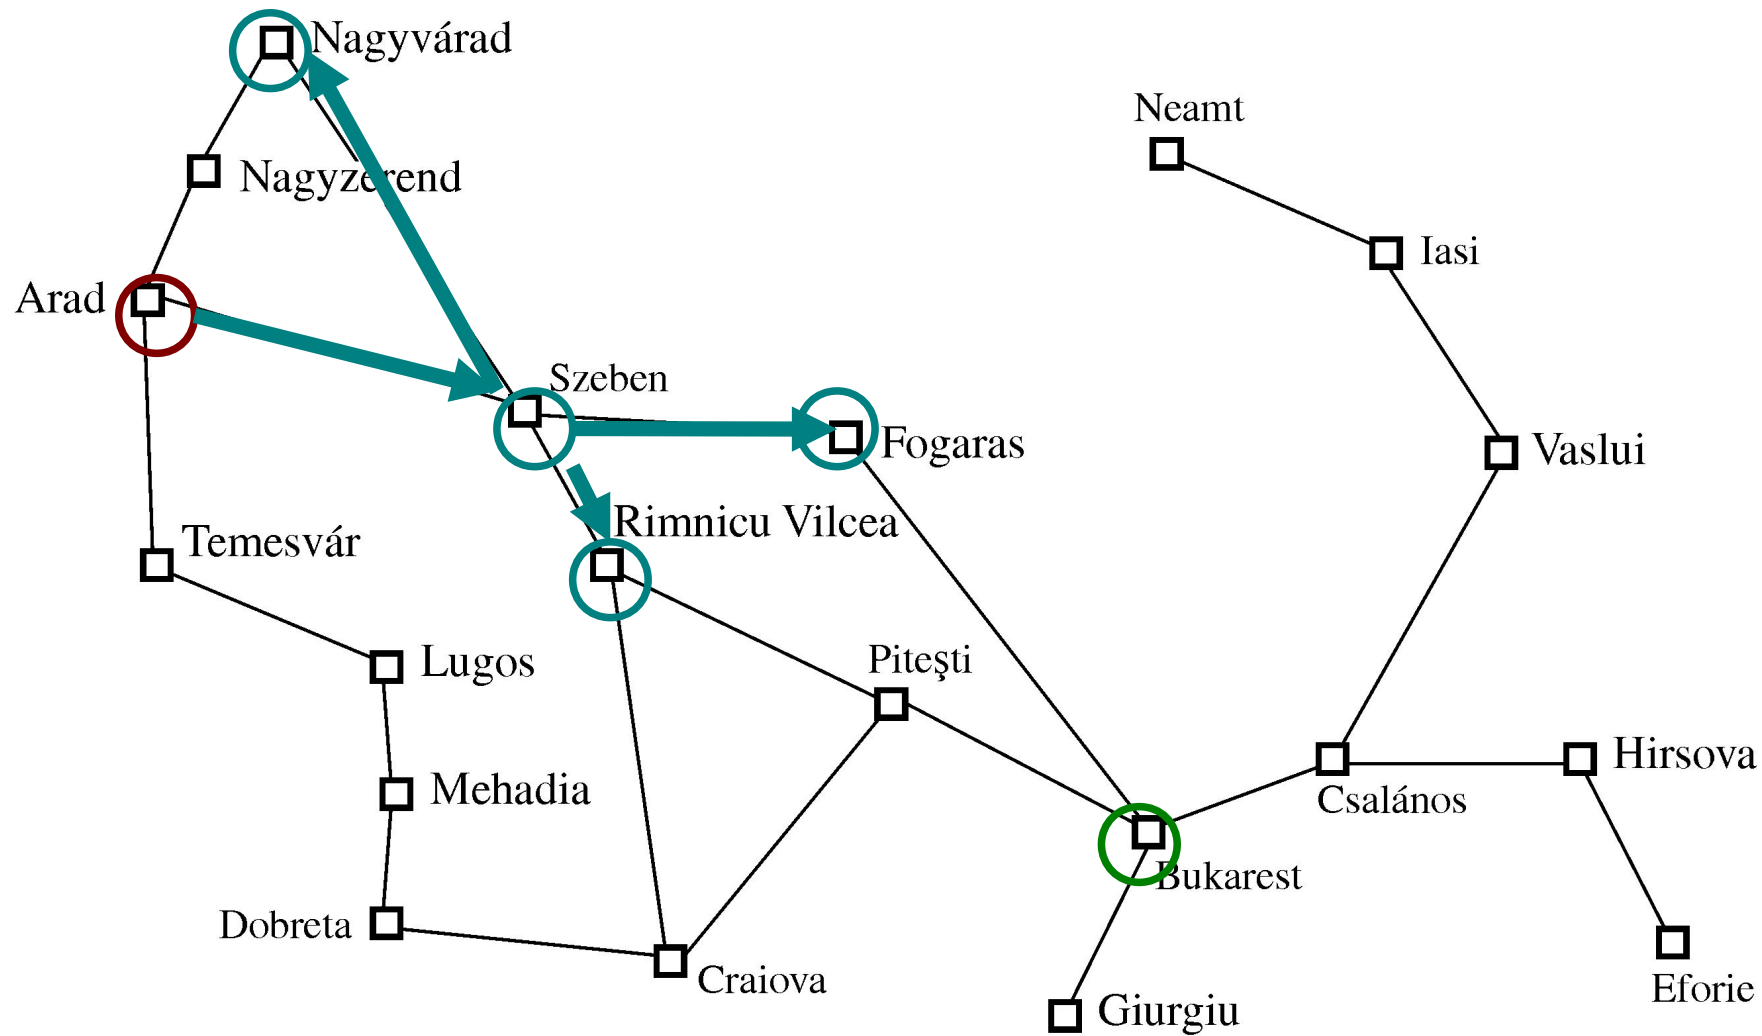 Nagyvárad
Neamt
Nagyzerend
Iasi
Arad
Szeben
Fogaras
Vaslui
Rimnicu Vilcea
Temesvár
Lugos
Piteşti
Hirsova
Mehadia
Csalános
Bukarest
Dobreta
Craiova
Eforie
Giurgiu